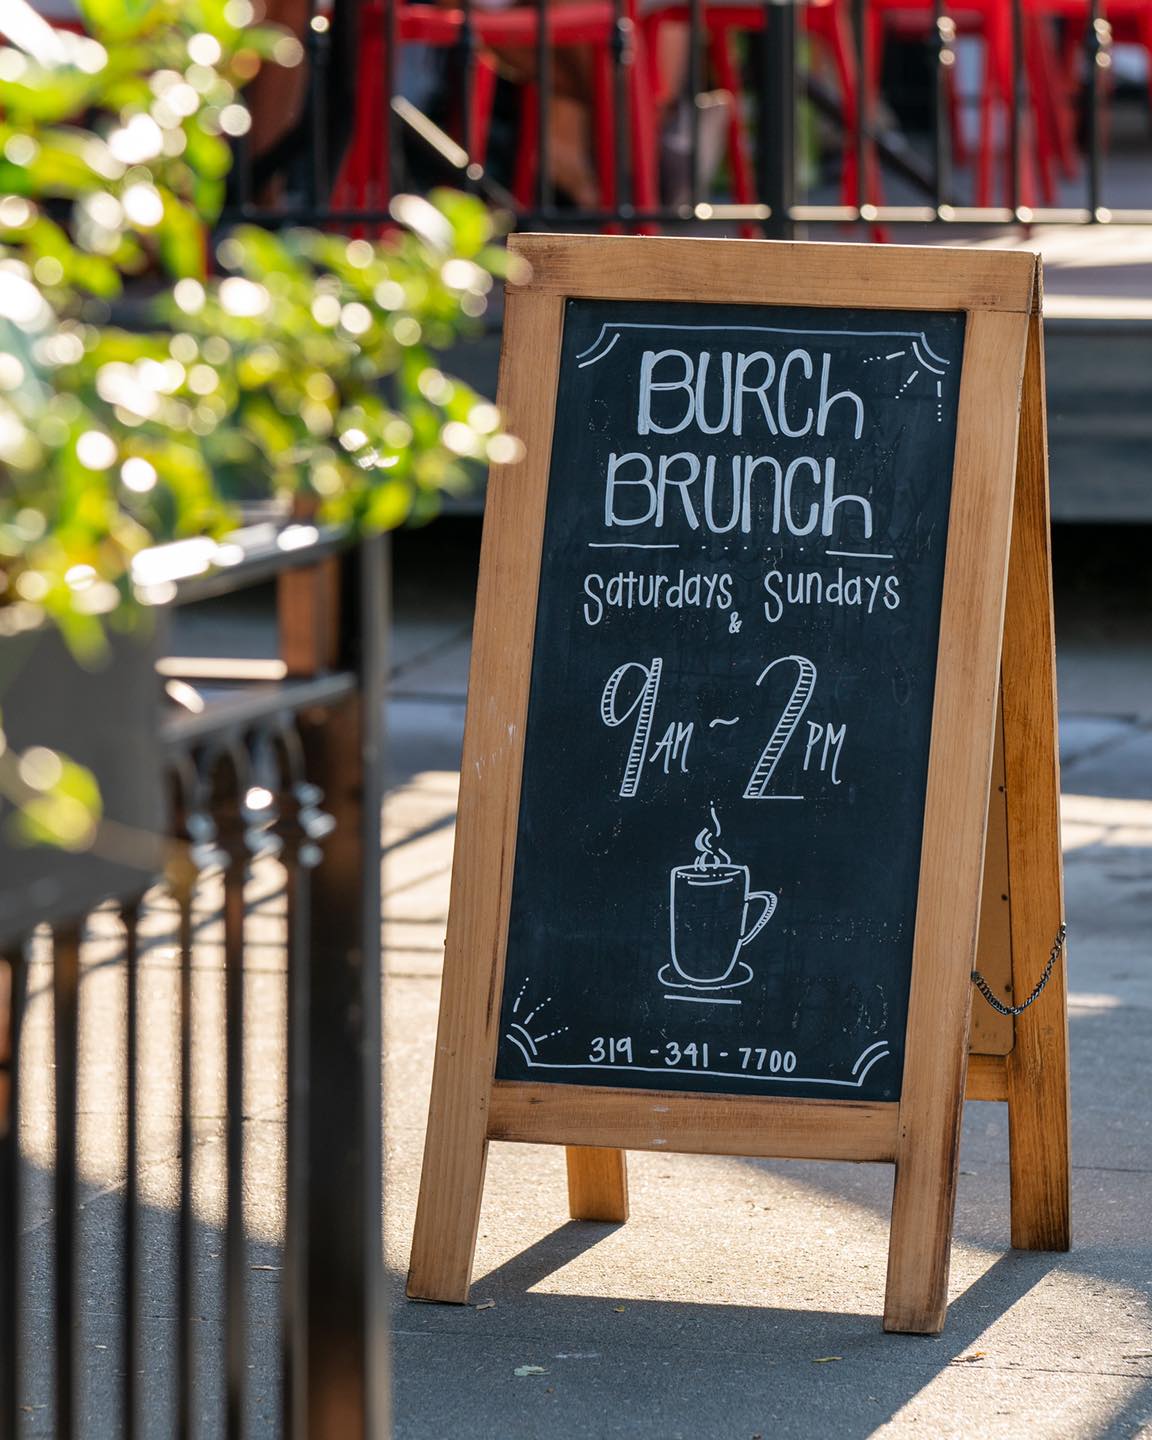 BURCh
BRUNCh
Saturdays & Sundays
9AM ~ 2PM
319 - 341 - 7700